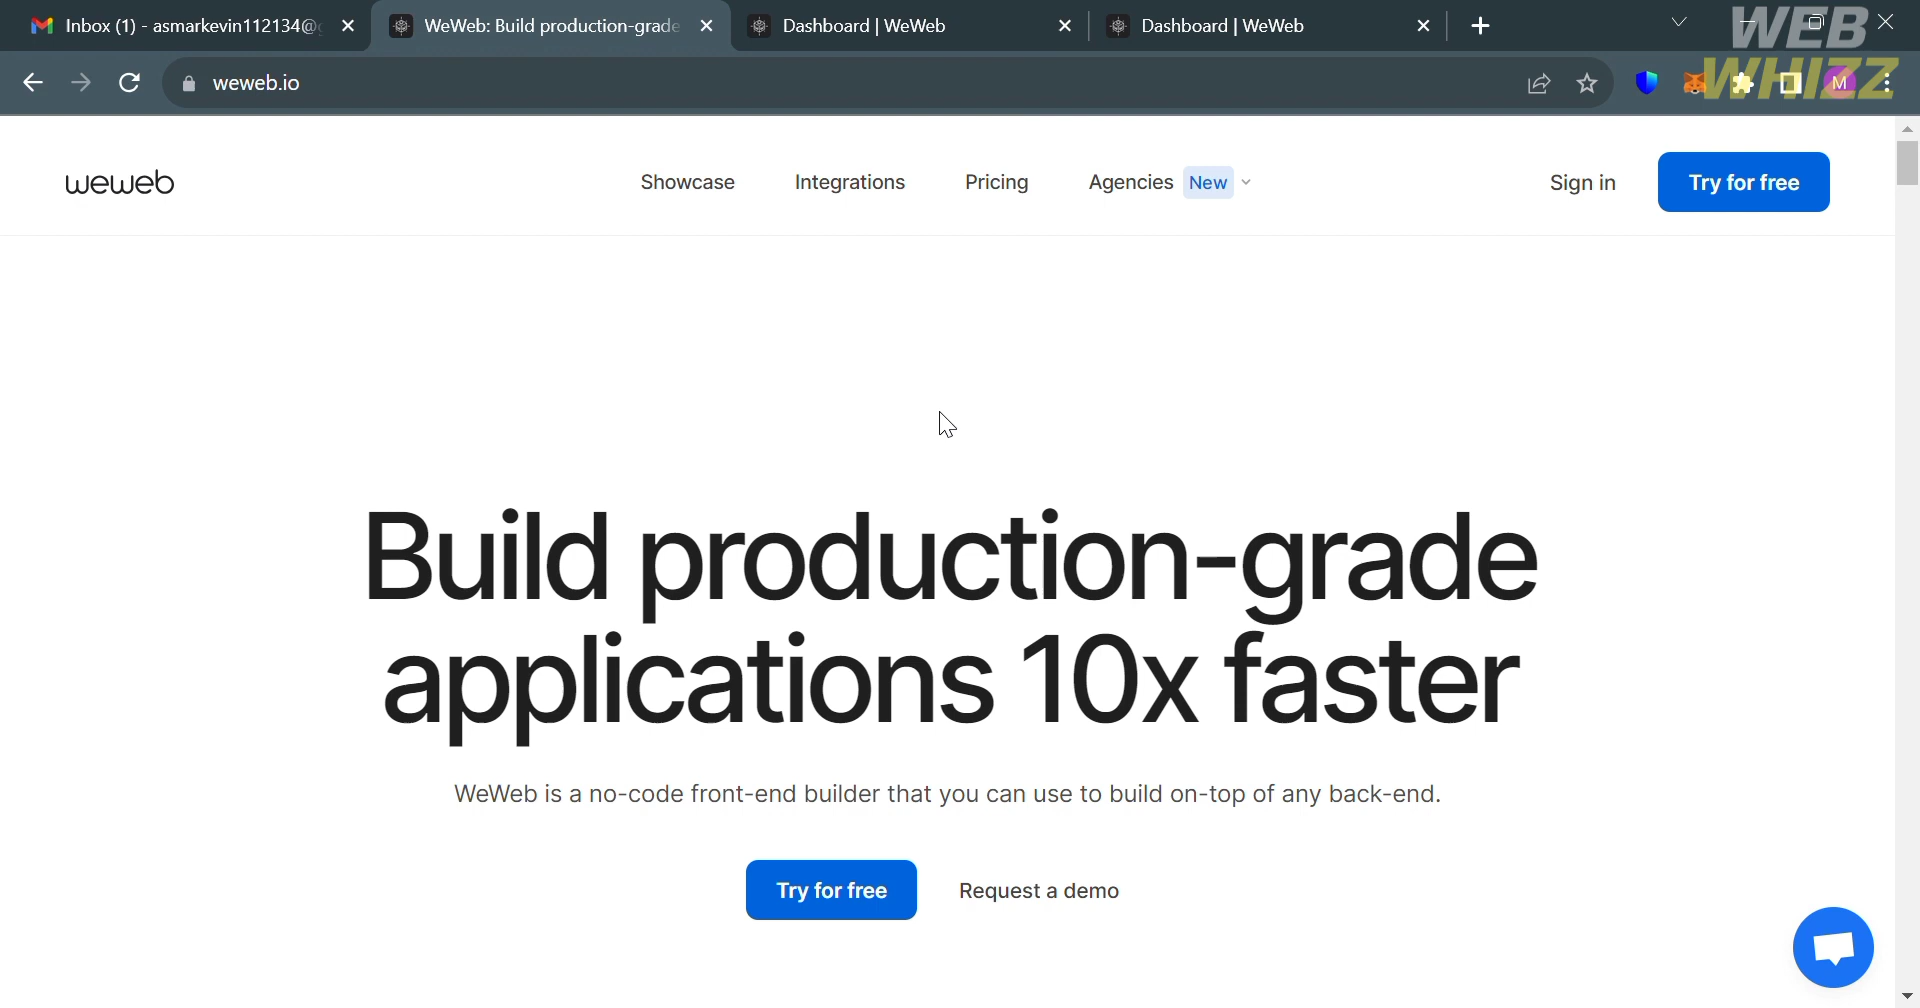 Inbox (1) - asmarkevin112134@
WeWeb: Build production-grade
Dashboard | WeWeb
Dashboard | WeWeb
WEB
WHIZZ
weweb.io
M
weweb
Showcase
Integrations
Pricing
Agencies New
Sign in
Try for free
Build production-grade
applications 10x faster
WeWeb is a no-code front-end builder that you can use to build on-top of any back-end.
Try for free
Request a demo